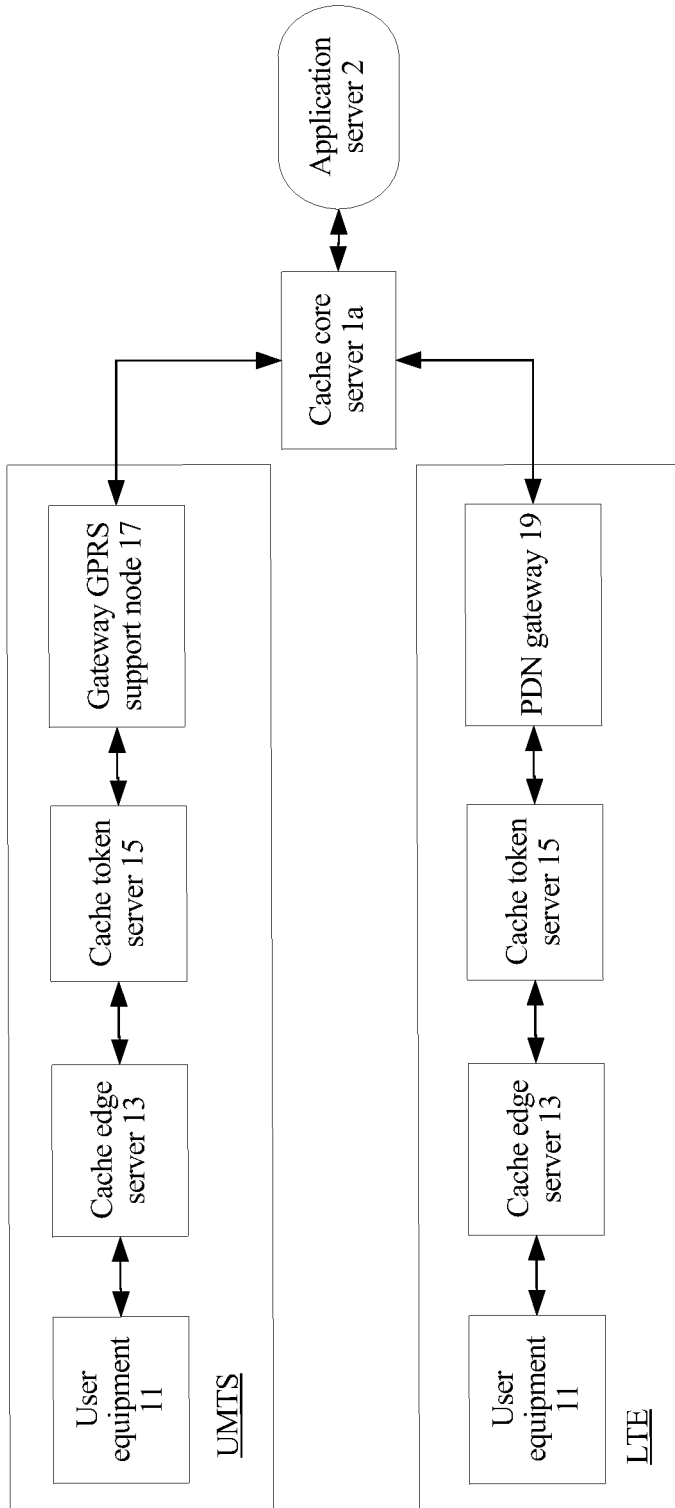 User
equipment
11
Cache edge
server 13
Cache token
server 15
Gateway GPRS
support node 17
UMTS
Cache core
server 1a
Application
server 2
User
equipment
11
Cache edge
server 13
Cache token
server 15
PDN gateway 19
LTE